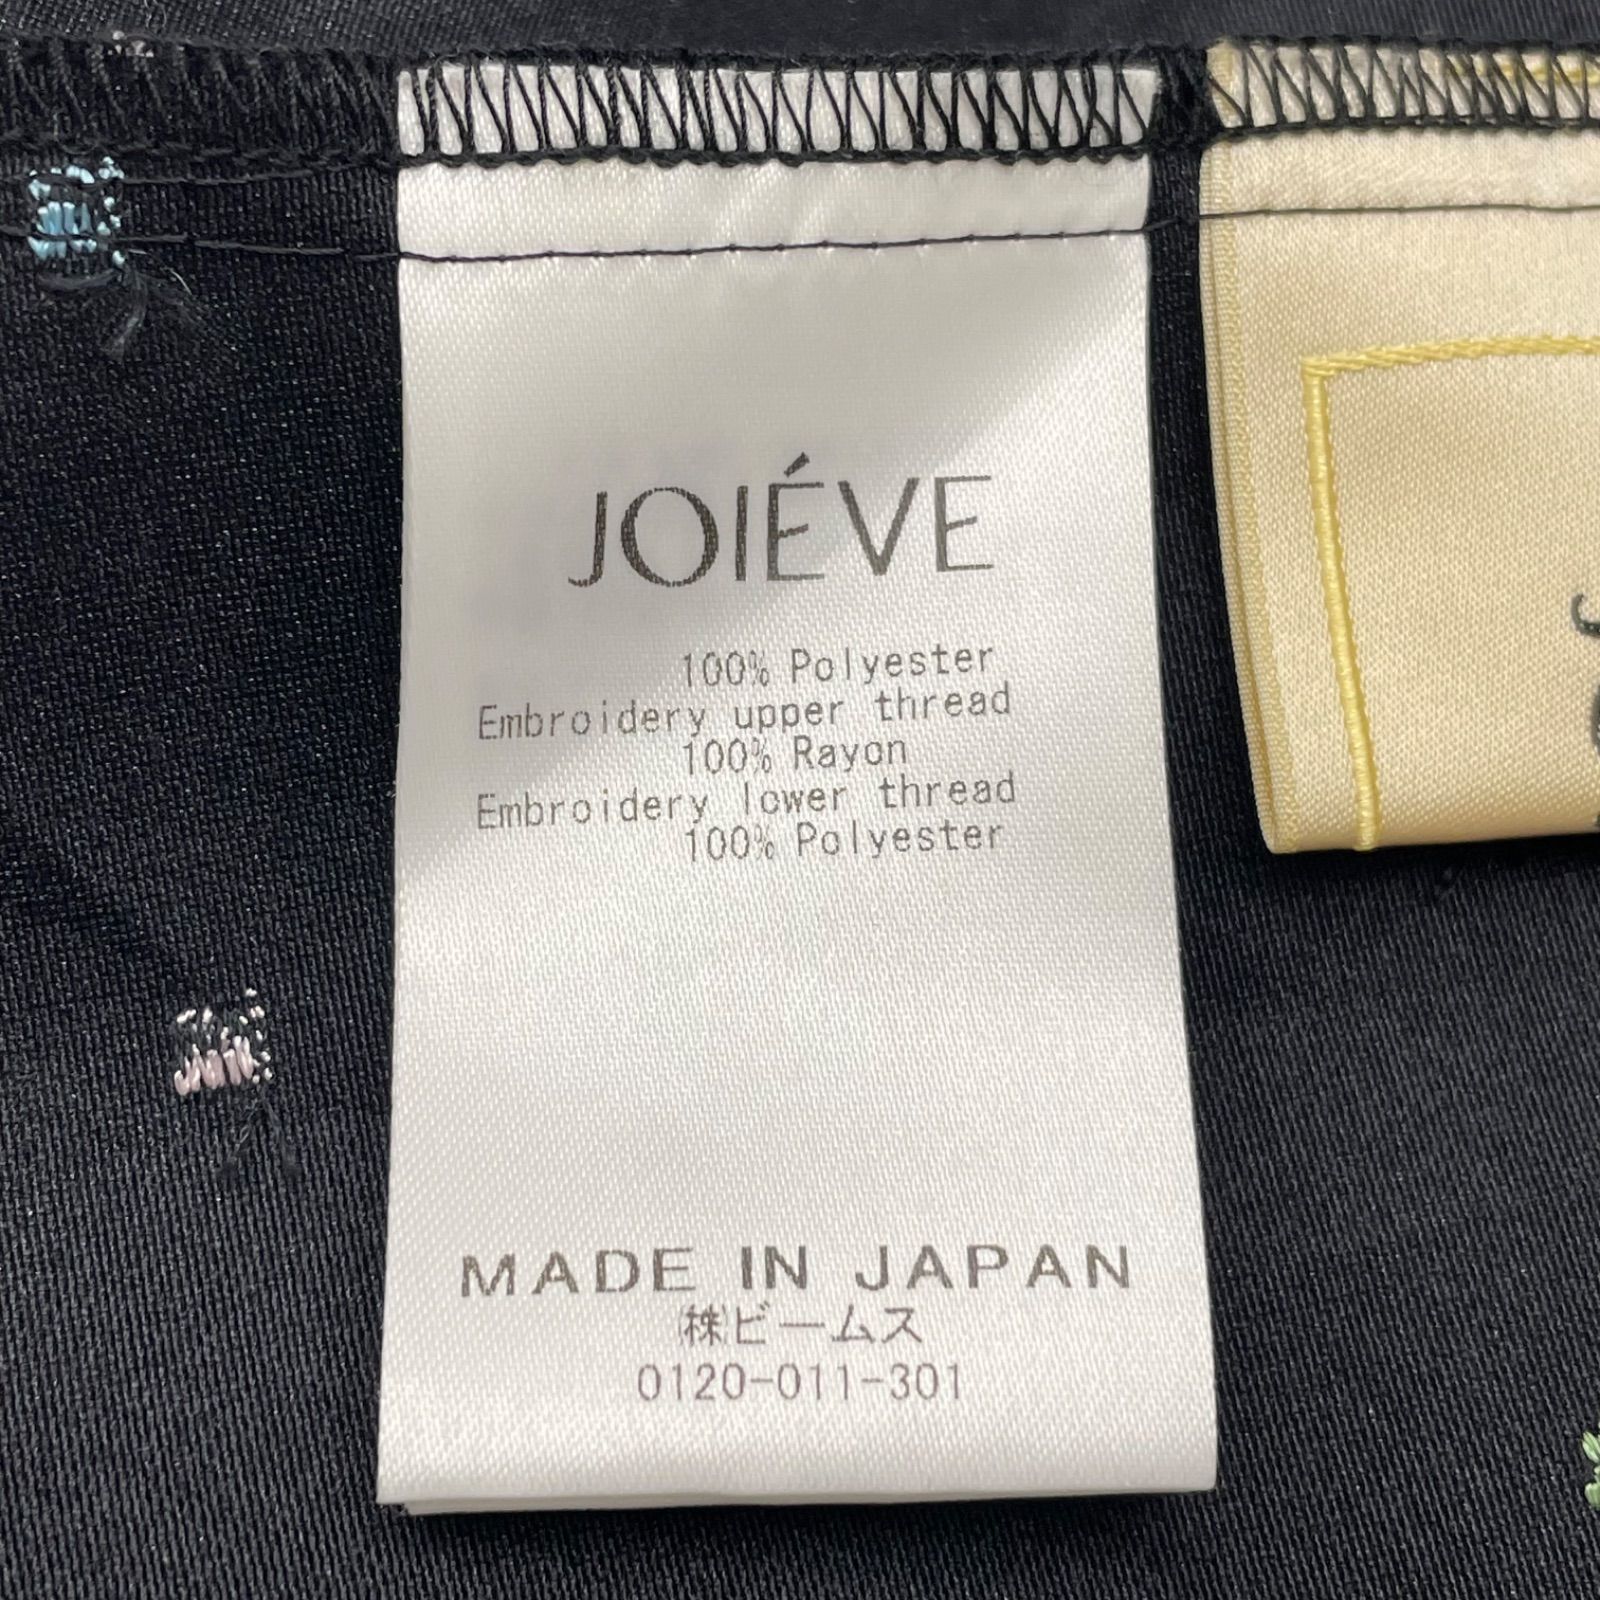 JOIÉVE
100% Polyester
Embroidery upper thread
100% Rayon
Embroidery lower thread
100% Polyester
MADE IN JAPAN
㈱ビームス
0120-011-301